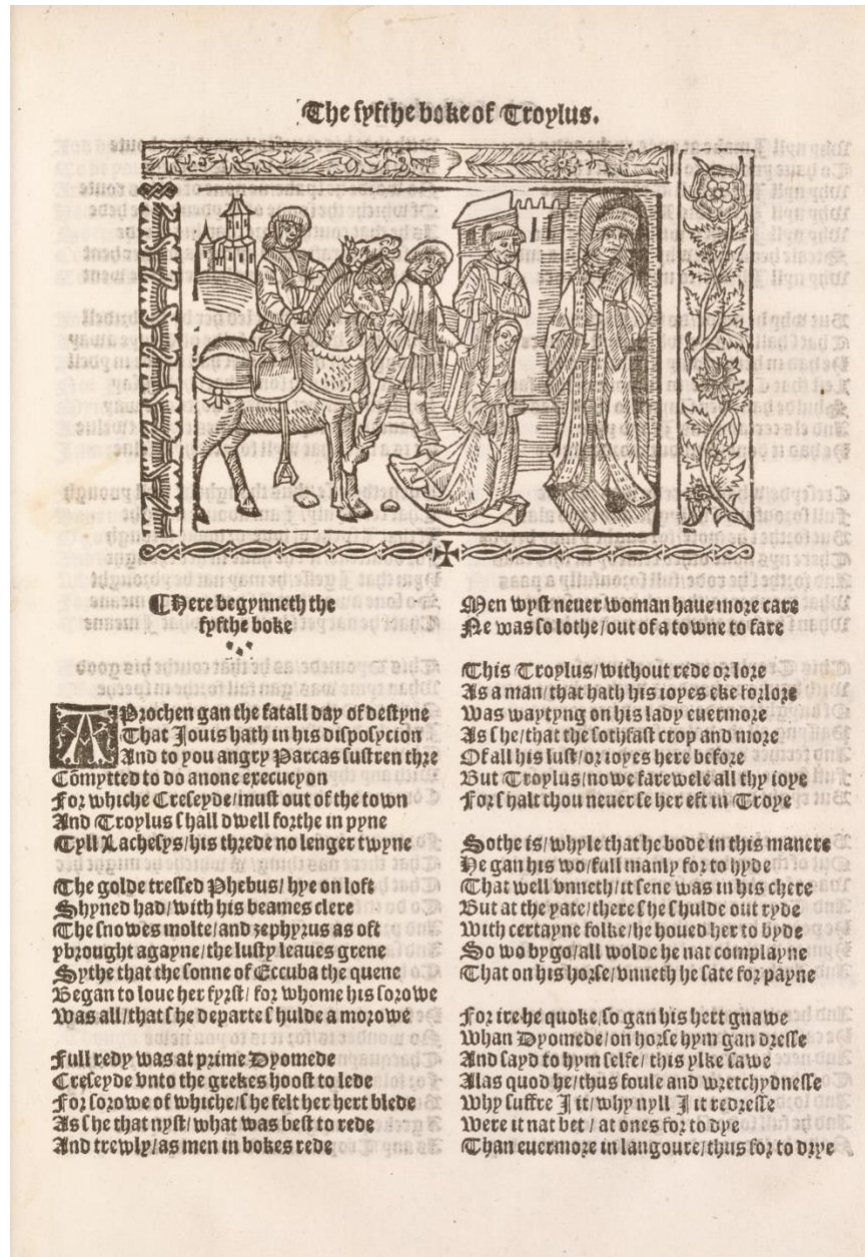 The fyfthe boke of Troylus.
¶Here begynneth the
fyfthe boke
AProchen gan the fatall day of destyne
That Jouis hath in his disposycion
And to you angry Parcas sustren thre
Cōmytted to do anone execucyon
For whiche Creseyde/must out of the town
And Troylus shall dwell forthe in pyne
Tyll Lachesys/his threde no lenger twyne
The golde tressed Phebus/hye on loft
Shyned had/with his beames clere
The snowes molte/and zephyrus as oft
ybrought agayne/the lusty leaues grene
Sythe that the sonne of Eccuba the quene
Began to loue her fyrst/for whome his sorowe
Was all/that she departe shulde a morowe
Full redy was at prime Dyomede
Creseyde vnto the grekes hoost to lede
For sorowe of whiche/she felt her hert blede
As she that nyst/what was best to rede
And trewly/as men in bokes rede
Men wyst neuer woman haue more care
Ne was so lothe/out of a towne to fare
This Troylus/without rede or lore
As a man/that hath his ioyes eke forlore
Was waytyng on his lady euermore
As she/that the sothfast crop and more
Of all his lust/or ioyes here before
But Troylus/nowe farewele all thy ioye
For shalt thou neuer se her eft in Troye
Sothe is/whyle that he bode in this manere
He gan his wo/full manly for to hyde
That well vnneth/it sene was in his chere
But at the yate/there she shulde out ryde
With certayne folke/he houed her to byde
So wo bygo/all wolde he nat complayne
That on his horse/vnneth he sate for payne
For ire he quoke/so gan his hert gnawe
Whan Dyomede/on horse hym gan dresse
And sayd to hym selfe/this ylke sawe
Alas quod he/thus foule and wretchydnesse
Why suffre I it/why nyll I it redresse
Were it nat bet/at ones for to dye
Than euermore in langoure/thus for to drye